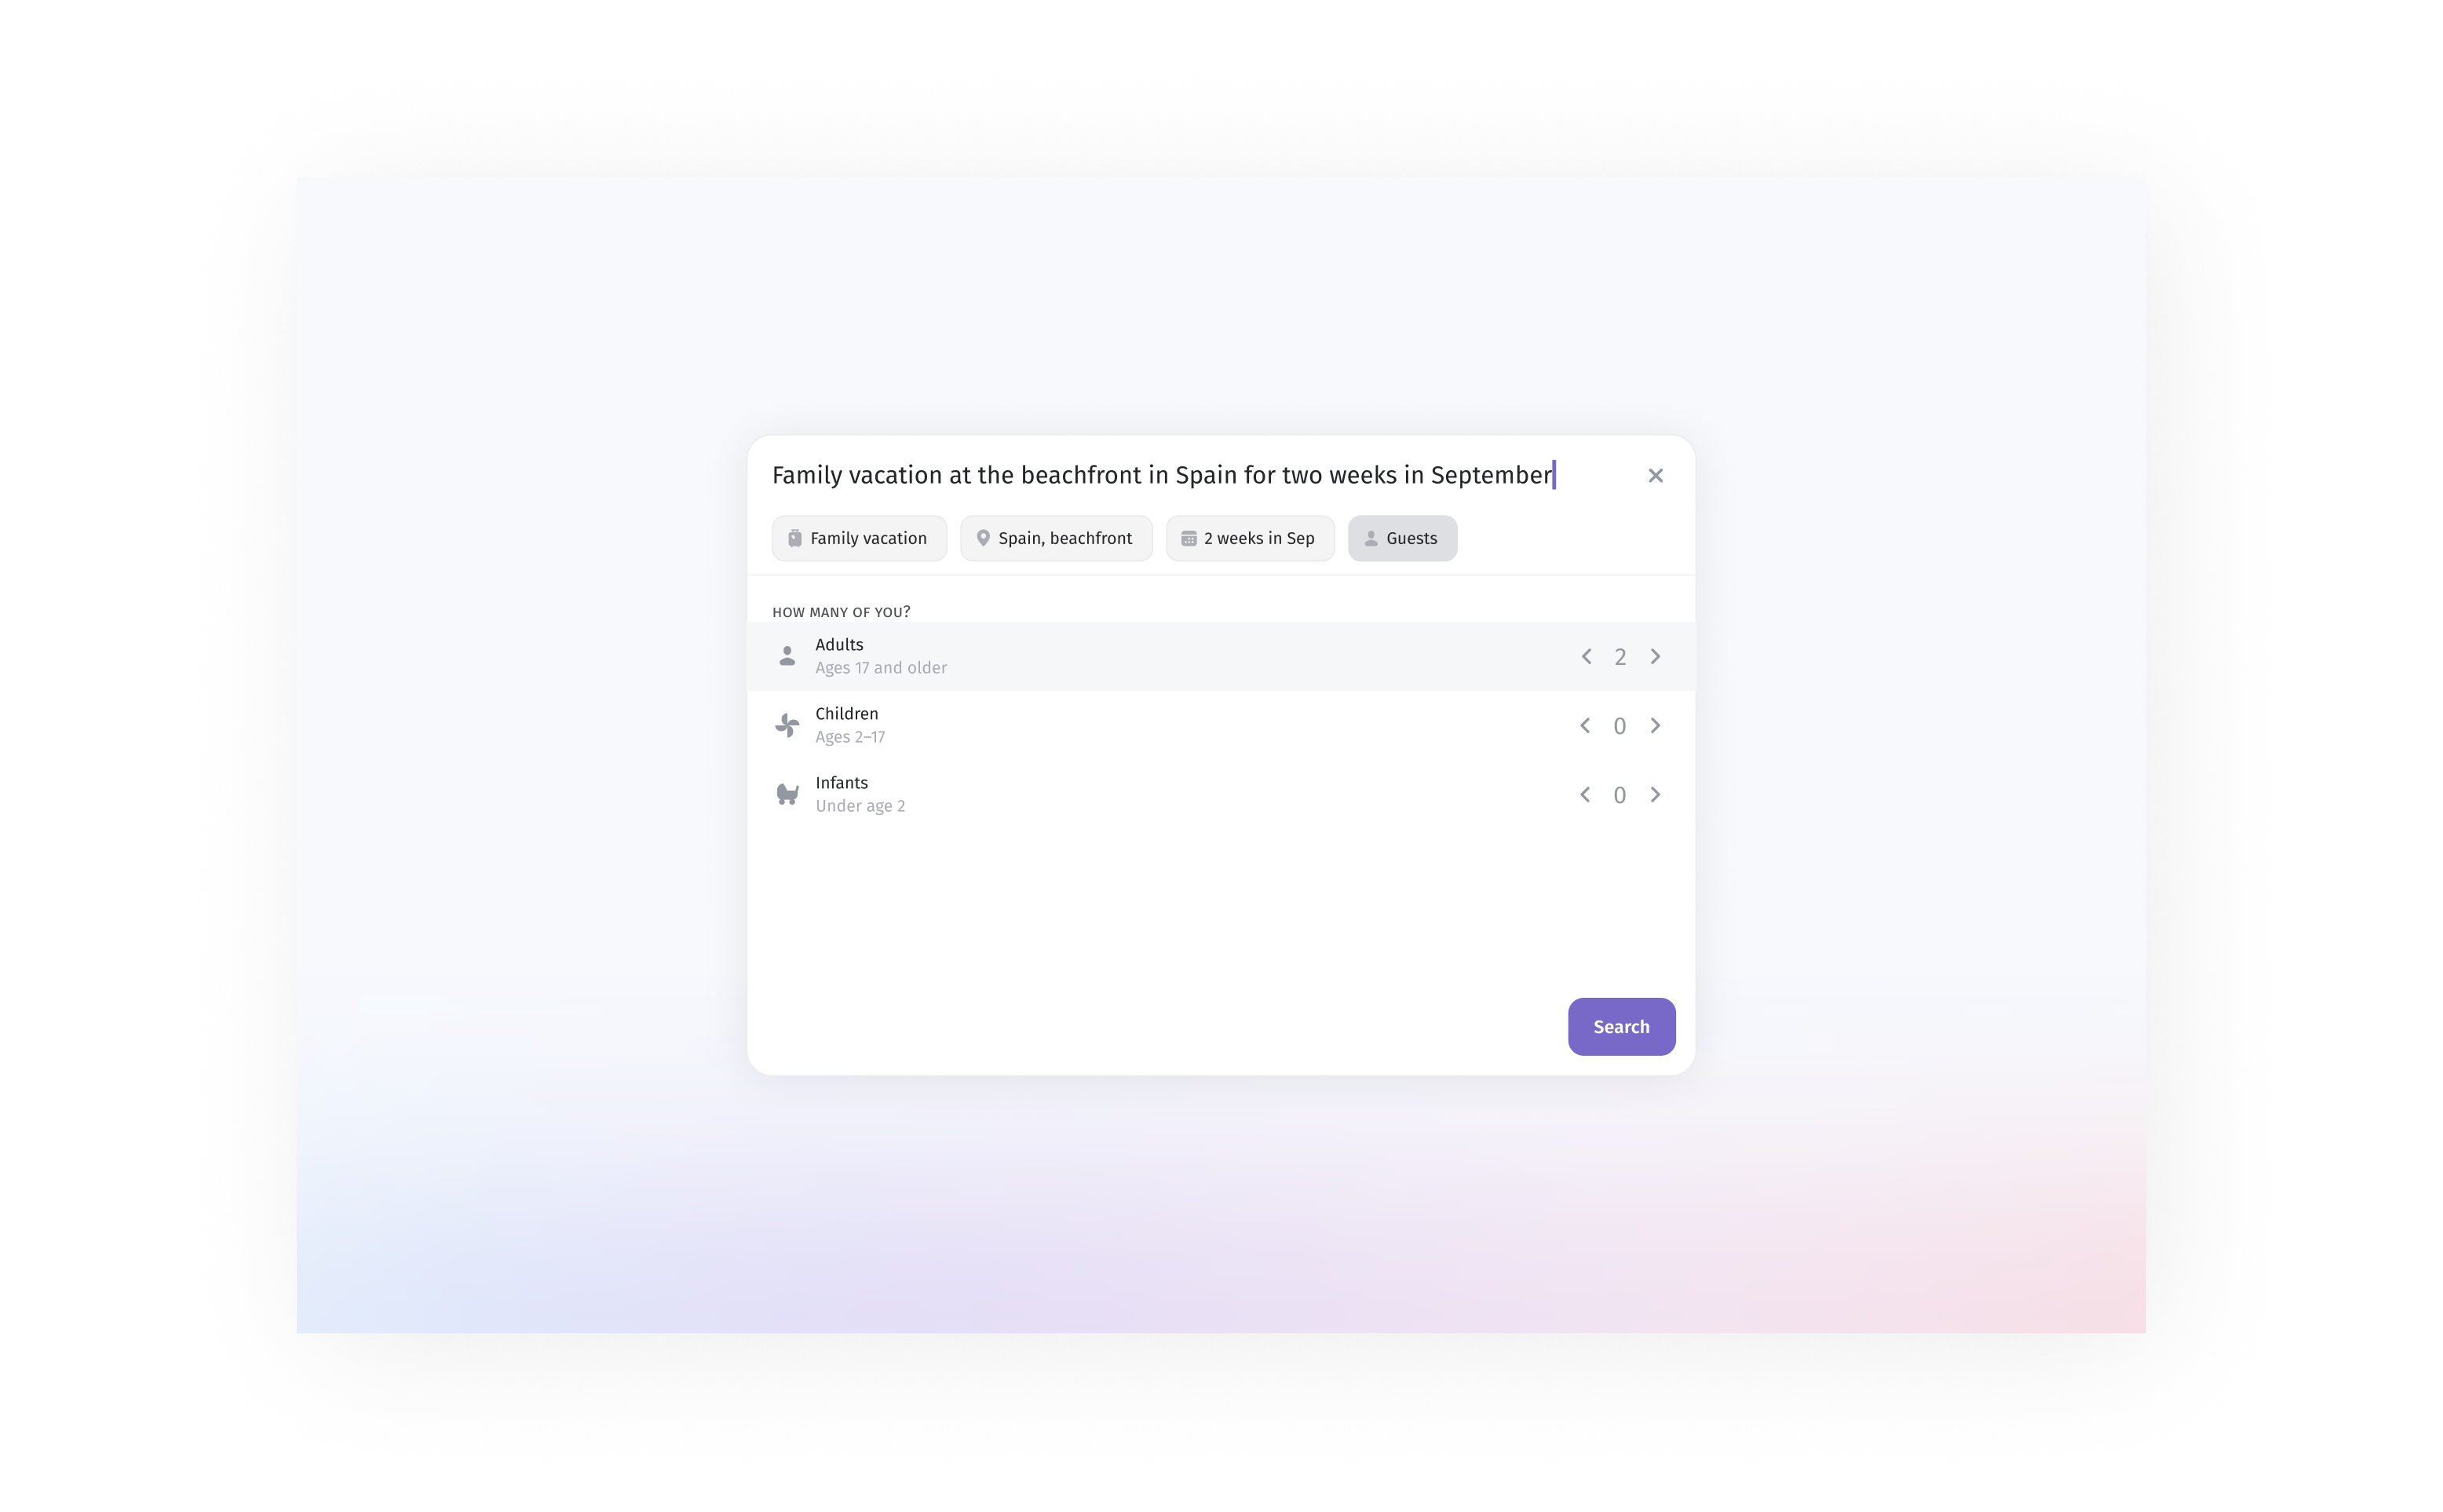 Family vacation at the beachfront in Spain for two weeks in September
Family vacation
Spain, beachfront
2 weeks in Sep
Guests
HOW MANY OF YOU?
Adults
Ages 17 and older
2
Children
Ages 2–17
0
Infants
Under age 2
0
Search